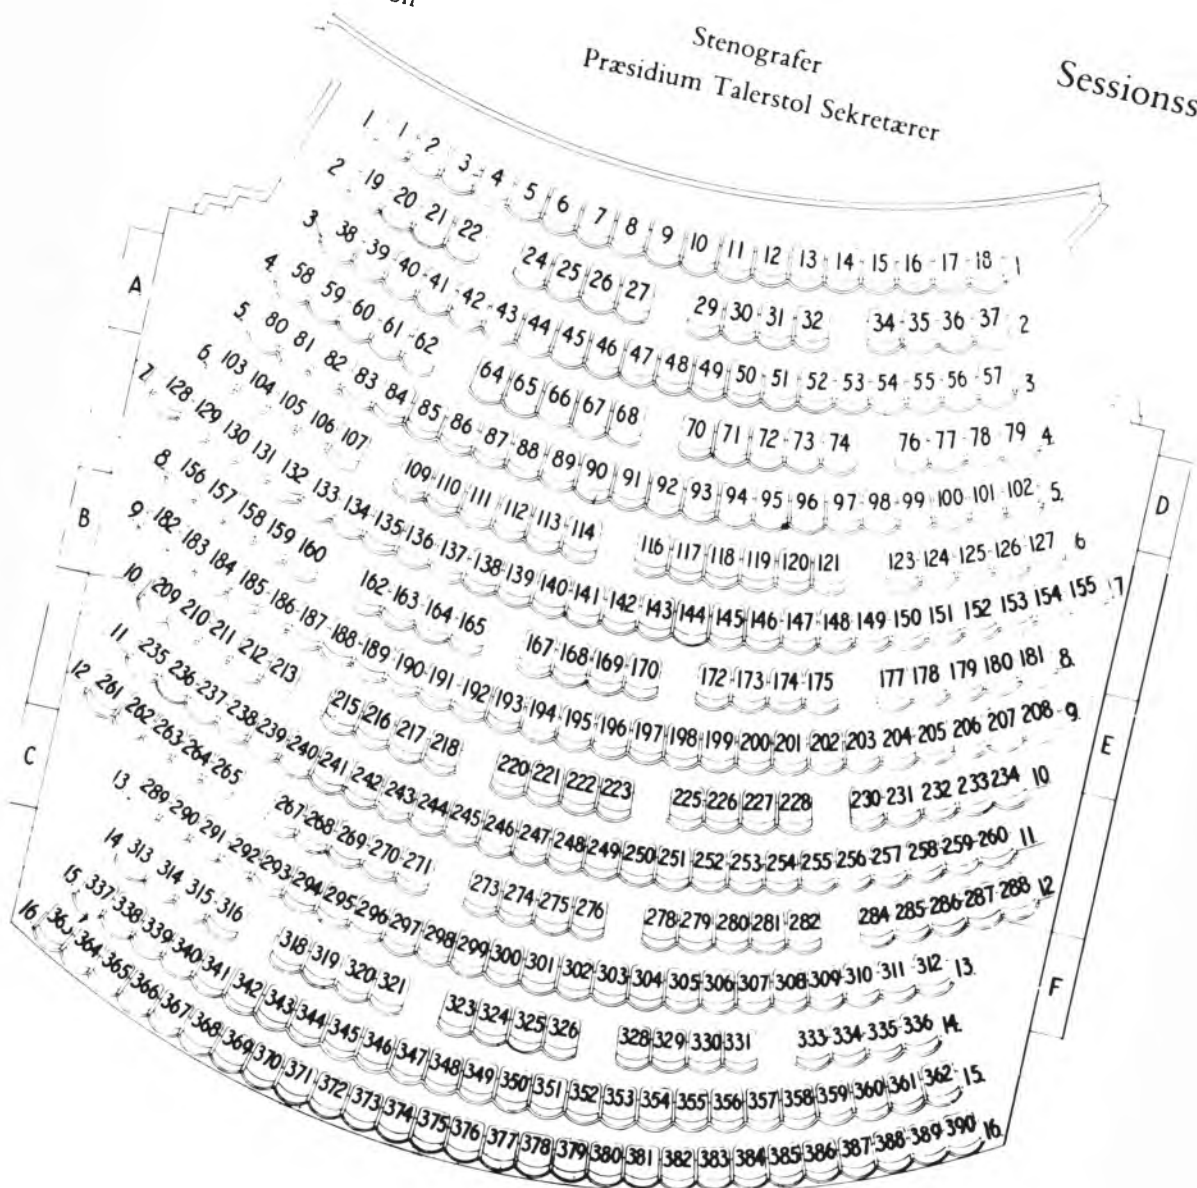 Stenografer
Præsidium Talerstol Sekretærer
Sessionss
1. 1 2 3 4 5 6 7 8 9 10 11 12 13 14 15 16 17 18 1
2. 19 20 21 22 24 25 26 27 29 30 31 32 34 35 36 37 2
3. 38 39 40 41 42 43 44 45 46 47 48 49 50 51 52 53 54 55 56 57 3
4. 58 59 60 61 62 64 65 66 67 68 70 71 72 73 74 76 77 78 79 4.
5. 80 81 82 83 84 85 86 87 88 89 90 91 92 93 94 95 96 97 98 99 100 101 102 5.
6. 103 104 105 106 107 109 110 111 112 113 114 116 117 118 119 120 121 123 124 125 126 127 6
7. 128 129 130 131 132 133 134 135 136 137 138 139 140 141 142 143 144 145 146 147 148 149 150 151 152 153 154 155 7
8. 156 157 158 159 160 162 163 164 165 167 168 169 170 172 173 174 175 177 178 179 180 181 8.
9. 182 183 184 185 186 187 188 189 190 191 192 193 194 195 196 197 198 199 200 201 202 203 204 205 206 207 208 9.
10. 209 210 211 212 213 215 216 217 218 220 221 222 223 225 226 227 228 230 231 232 233 234 10
11. 235 236 237 238 239 240 241 242 243 244 245 246 247 248 249 250 251 252 253 254 255 256 257 258 259 260 11.
12. 261 262 263 264 265 267 268 269 270 271 273 274 275 276 278 279 280 281 282 284 285 286 287 288 12
13. 289 290 291 292 293 294 295 296 297 298 299 300 301 302 303 304 305 306 307 308 309 310 311 312 13.
14. 313 314 315 316 318 319 320 321 323 324 325 326 328 329 330 331 333 334 335 336 14.
15. 337 338 339 340 341 342 343 344 345 346 347 348 349 350 351 352 353 354 355 356 357 358 359 360 361 362 15.
16. 363 364 365 366 367 368 369 370 371 372 373 374 375 376 377 378 379 380 381 382 383 384 385 386 387 388 389 390 16.
A
B
C
D
E
F